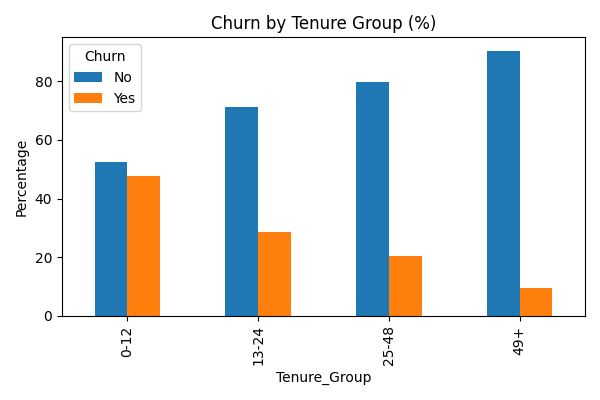 Churn by Tenure Group (%)
Churn
No
Yes
Percentage
80
60
40
20
0
0-12
13-24
25-48
49+
Tenure_Group